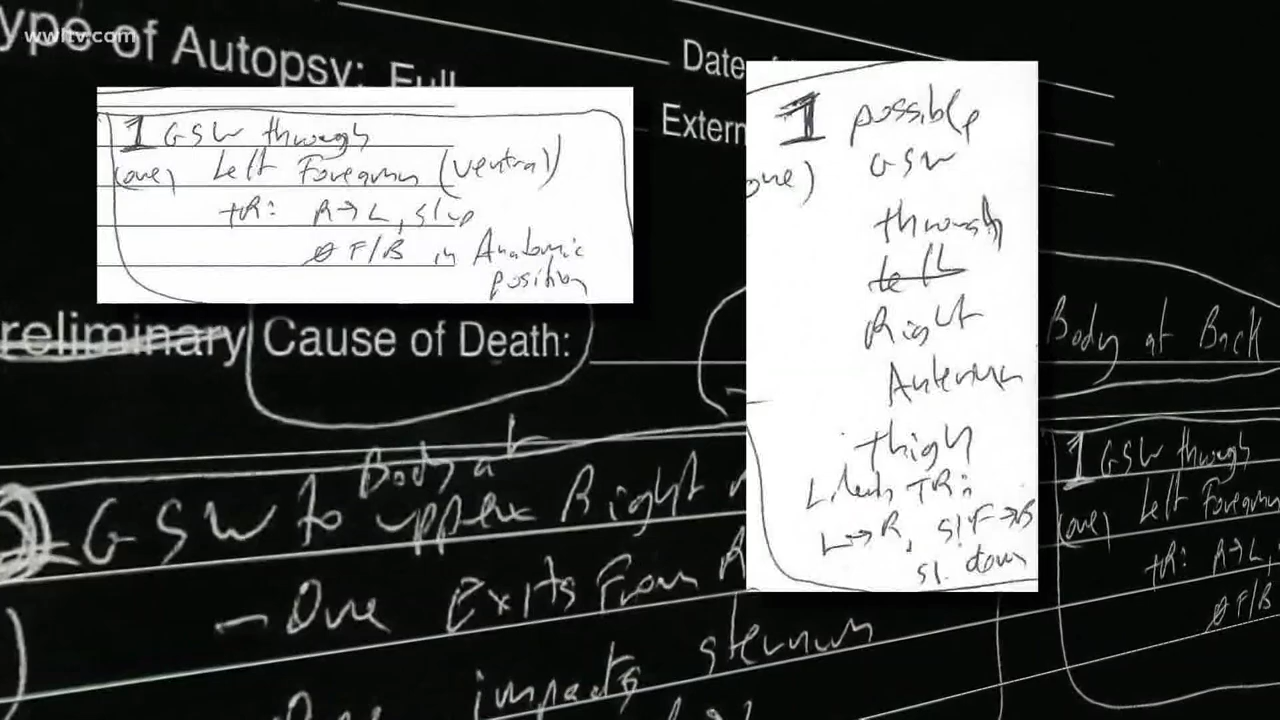 wwltv.com
ype of Autopsy: Full
Date
Extern
1 GSW through
(one) Left Forearm (ventral)
TR: R→L, sl up
Ø F/B in Anatomic
position
1 possible
one) GSW
through
left
Right
Anterior
thigh
Likely TR:
L→R, sl F→B
sl. down
reliminary Cause of Death:
Body at Back
Body at
GSW to upper Right
- One Exits From R
impacts sternum
1 GSW through
(one) Left Forearm
TR: R→L,
Ø F/B